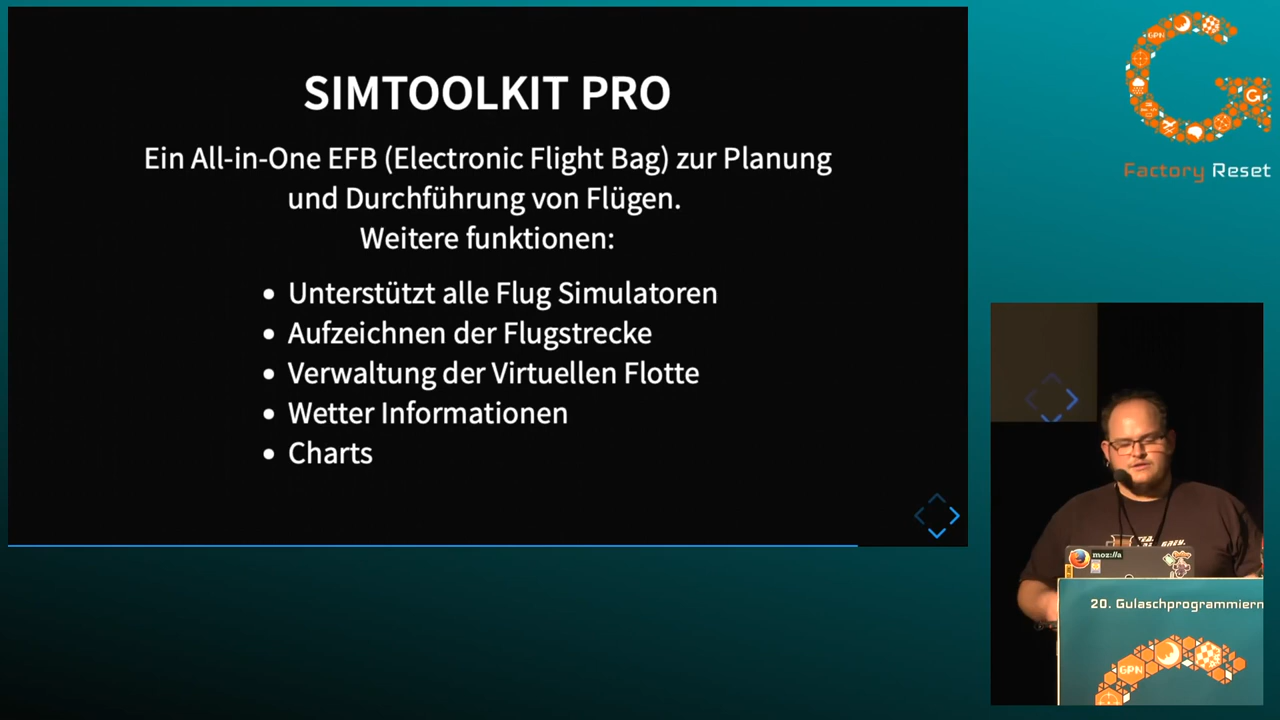 SIMTOOLKIT PRO
Ein All-in-One EFB (Electronic Flight Bag) zur Planung
und Durchführung von Flügen.
Weitere funktionen:
• Unterstützt alle Flug Simulatoren
• Aufzeichnen der Flugstrecke
• Verwaltung der Virtuellen Flotte
• Wetter Informationen
• Charts
GPN
G
Factory Reset
moz://a
20. Gulaschprogrammiern
GPN